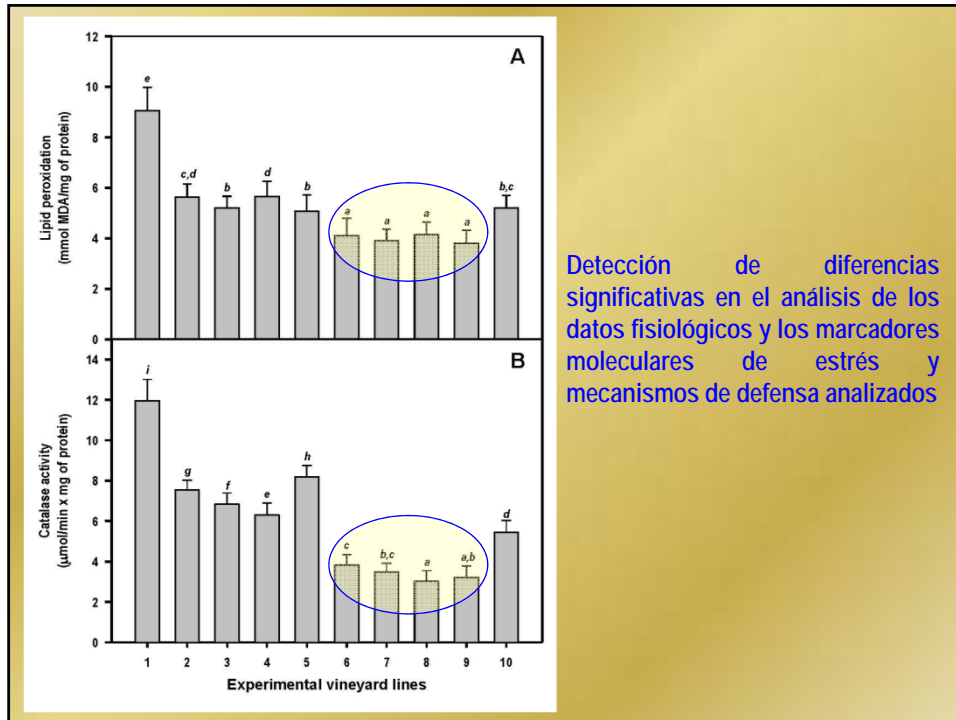 A
12
10
8
6
4
2
0
Lipid peroxidation
(nmol MDA/mg of protein)
e
c,d
b
d
b
a
a
a
a
b,c
B
14
12
10
8
6
4
2
0
Catalase activity
(µmol/min x mg of protein)
i
g
f
e
h
c
b,c
a
a,b
d
1 2 3 4 5 6 7 8 9 10
Experimental vineyard lines
Detección de diferencias
significativas en el análisis de los
datos fisiológicos y los marcadores
moleculares de estrés y
mecanismos de defensa analizados